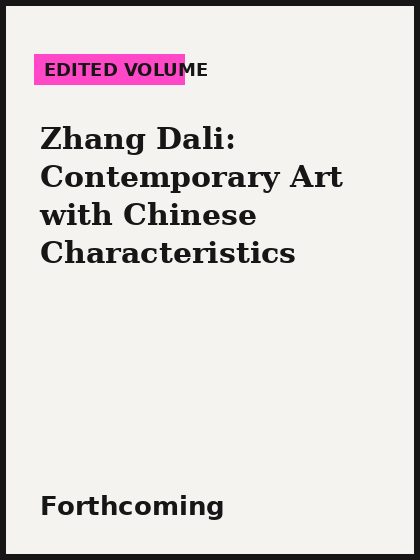 EDITED VOLUME
Zhang Dali:
Contemporary Art
with Chinese
Characteristics
Forthcoming